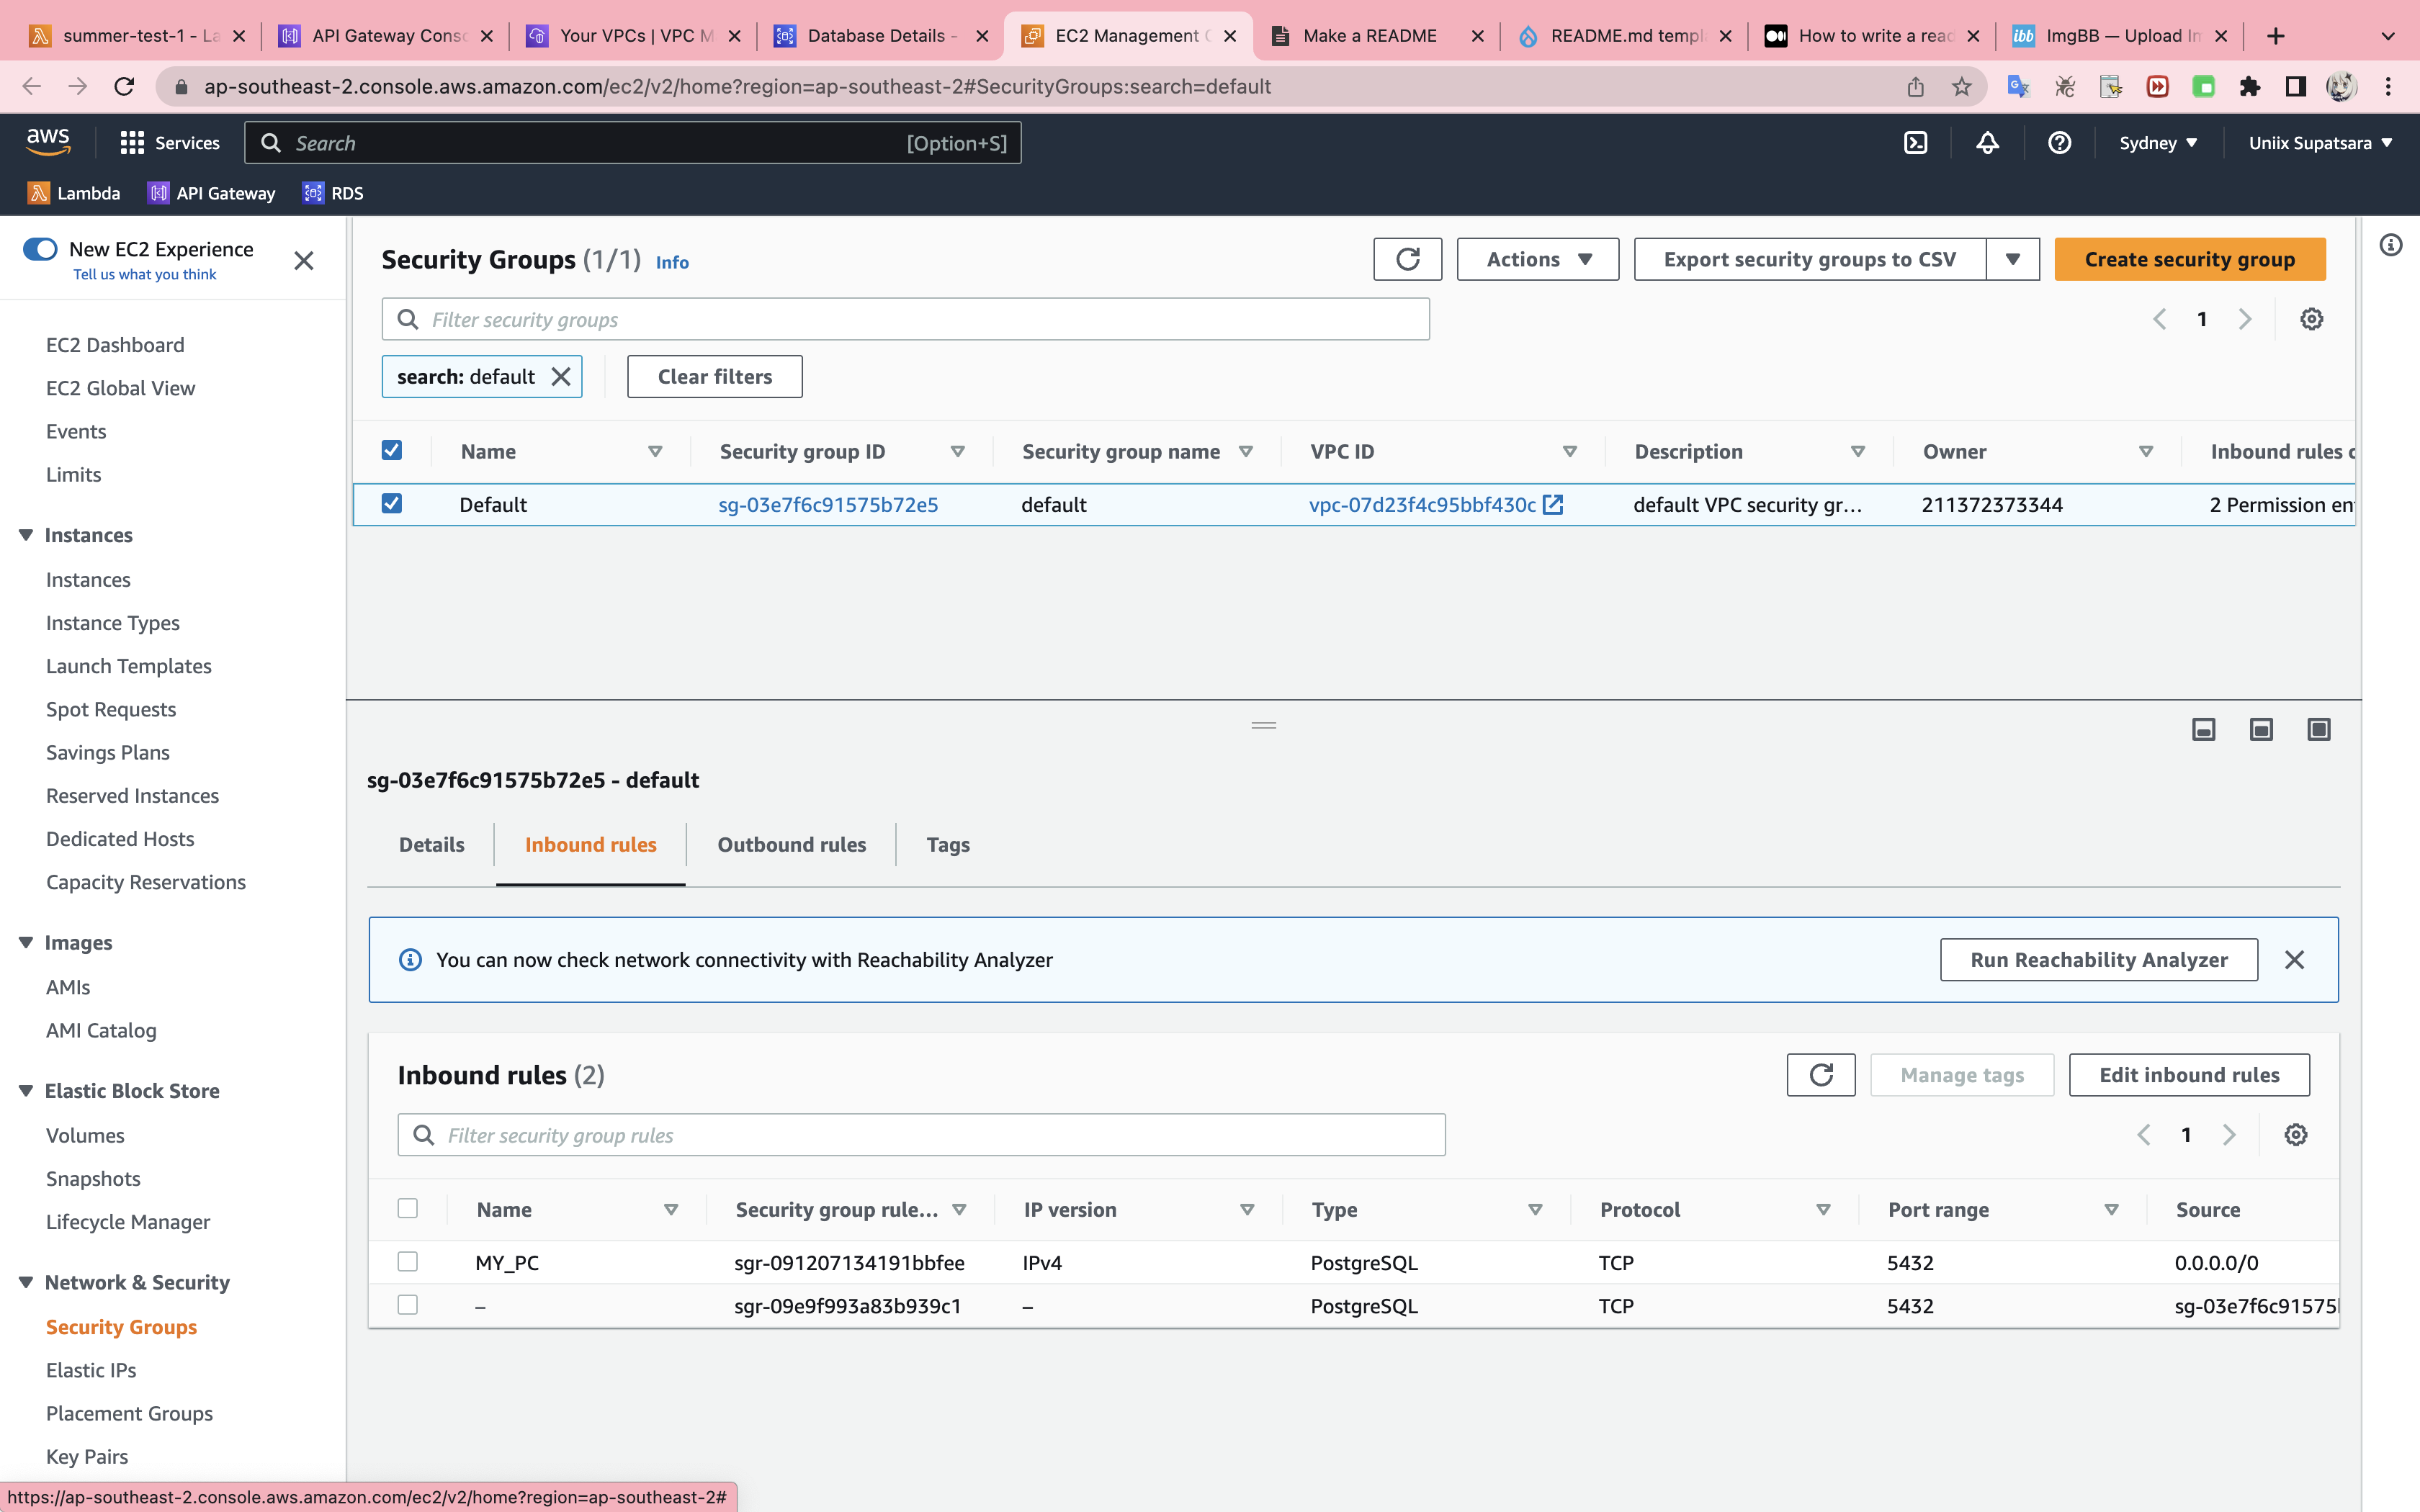 summer-test-1 - La
API Gateway Cons
Your VPCs | VPC M
Database Details -
EC2 Management C
Make a README
README.md templ
How to write a read
ibb ImgBB — Upload Im
ap-southeast-2.console.aws.amazon.com/ec2/v2/home?region=ap-southeast-2#SecurityGroups:search=default
aws
Services
Search
[Option+S]
Sydney
Uniix Supatsara
Lambda
API Gateway
RDS
New EC2 Experience
Tell us what you think
EC2 Dashboard
EC2 Global View
Events
Limits
Instances
Instances
Instance Types
Launch Templates
Spot Requests
Savings Plans
Reserved Instances
Dedicated Hosts
Capacity Reservations
Images
AMIs
AMI Catalog
Elastic Block Store
Volumes
Snapshots
Lifecycle Manager
Network & Security
Security Groups
Elastic IPs
Placement Groups
Key Pairs
https://ap-southeast-2.console.aws.amazon.com/ec2/v2/home?region=ap-southeast-2#
Security Groups (1/1) Info
Actions
Export security groups to CSV
Create security group
Filter security groups
1
search: default
Clear filters
Name Security group ID Security group name VPC ID Description Owner Inbound rules c
Default sg-03e7f6c91575b72e5 default vpc-07d23f4c95bbf430c default VPC security gr... 211372373344 2 Permission en
sg-03e7f6c91575b72e5 - default
Details
Inbound rules
Outbound rules
Tags
You can now check network connectivity with Reachability Analyzer
Run Reachability Analyzer
Inbound rules (2)
Manage tags
Edit inbound rules
Filter security group rules
1
Name Security group rule... IP version Type Protocol Port range Source
MY_PC sgr-091207134191bbfee IPv4 PostgreSQL TCP 5432 0.0.0.0/0
– sgr-09e9f993a83b939c1 – PostgreSQL TCP 5432 sg-03e7f6c91575